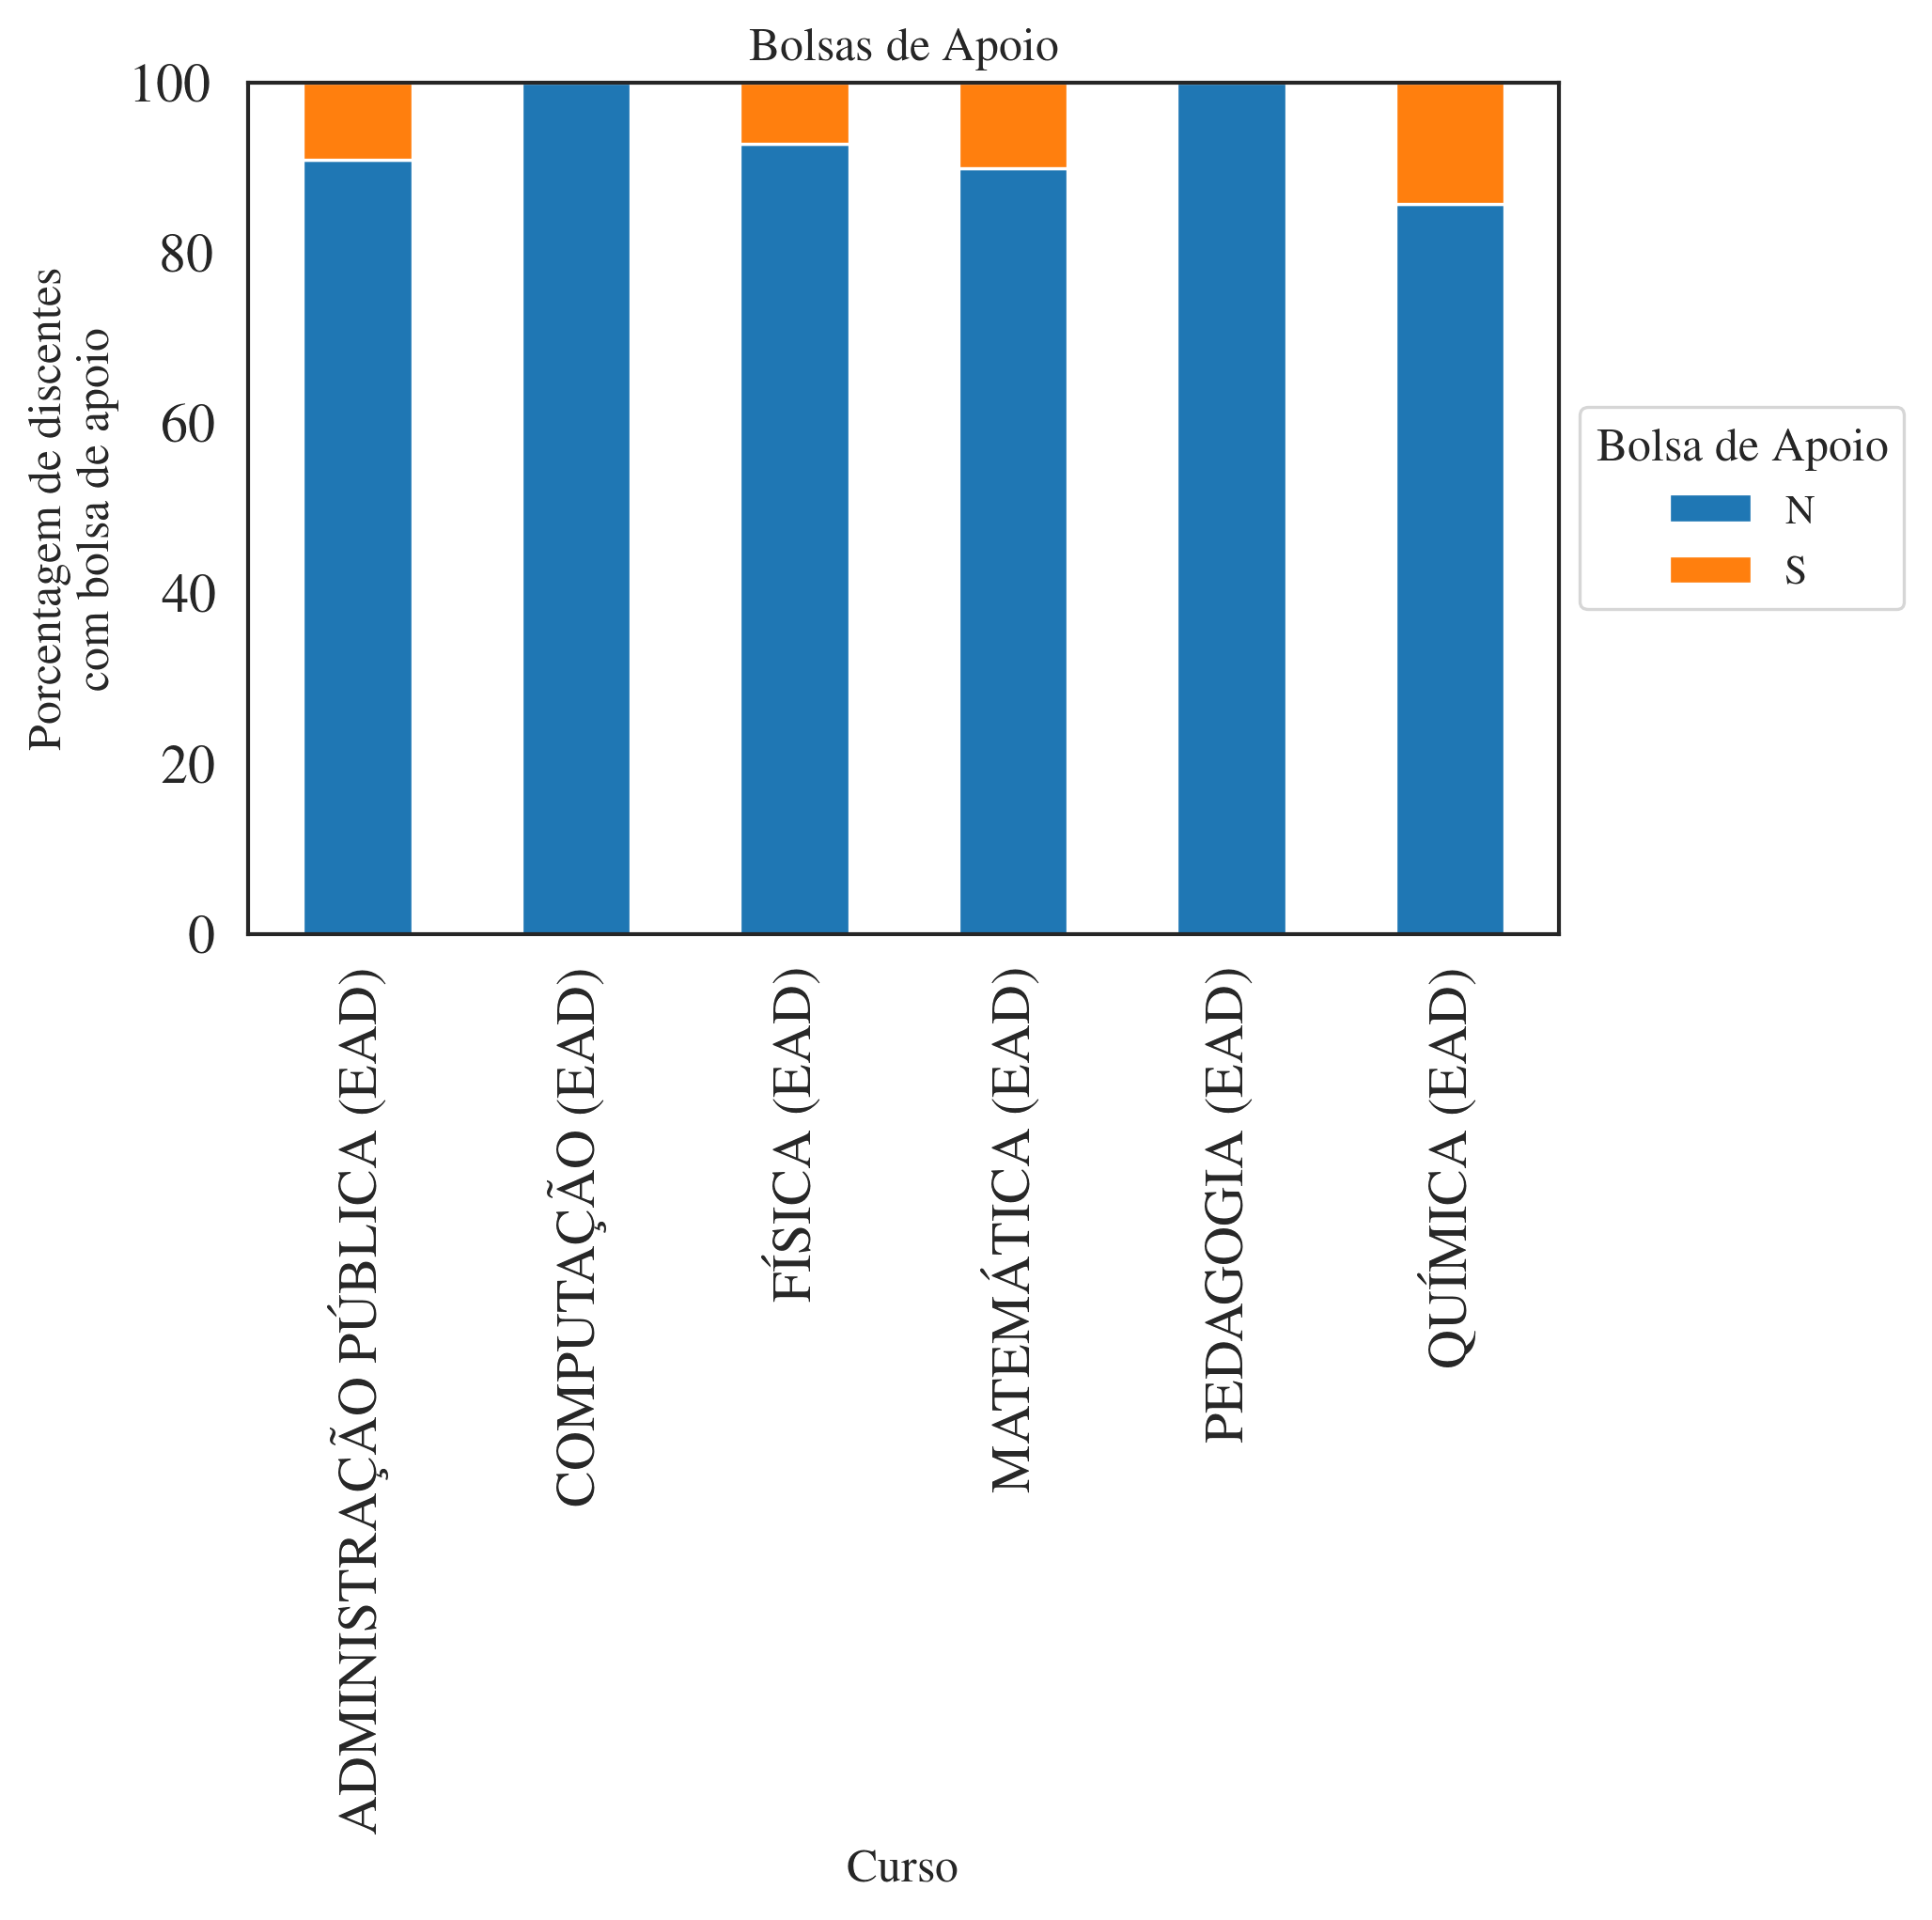 Bolsas de Apoio
Porcentagem de discentes
com bolsa de apoio
100
80
60
40
20
0
Bolsa de Apoio
N
S
ADMINISTRAÇÃO PÚBLICA (EAD)
COMPUTAÇÃO (EAD)
FÍSICA (EAD)
MATEMÁTICA (EAD)
PEDAGOGIA (EAD)
QUÍMICA (EAD)
Curso